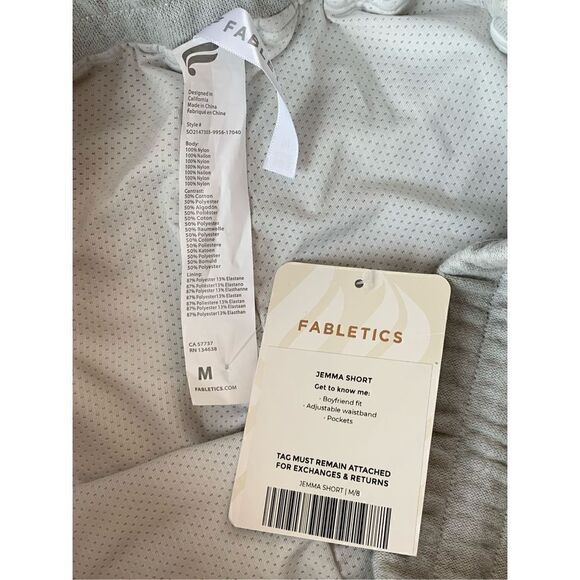 FABLETICS
Designed in
California
Made in China
Fabriqué en China
Style #
SO2147303-9956-17040
Body:
100% Nylon
100% Nailon
100% Nylon
100% Nylon
100% Nailon
100% Nylon
100% Nylon
Contrast:
50% Cotton
50% Polyester
50% Algodón
50% Poliéster
50% Coton
50% Polyester
50% Baumwolle
50% Polyester
50% Cotone
50% Poliestere
50% Katoen
50% Polyester
50% Bomuld
50% Polyester
Lining:
87% Polyester 13% Elastane
87% Poliéster 13% Elastano
87% Polyester 13% Elasthanne
87% Polyester 13% Elasthan
87% Poliestere 13% Elastan
87% Polyester 13% Elastaan
87% Polyester 13% Elasthan
CA 57737
RN 134638
M
FABLETICS.COM
FABLETICS
JEMMA SHORT
Get to know me:
· Boyfriend fit
· Adjustable waistband
· Pockets
TAG MUST REMAIN ATTACHED
FOR EXCHANGES & RETURNS
JEMMA SHORT | M/8